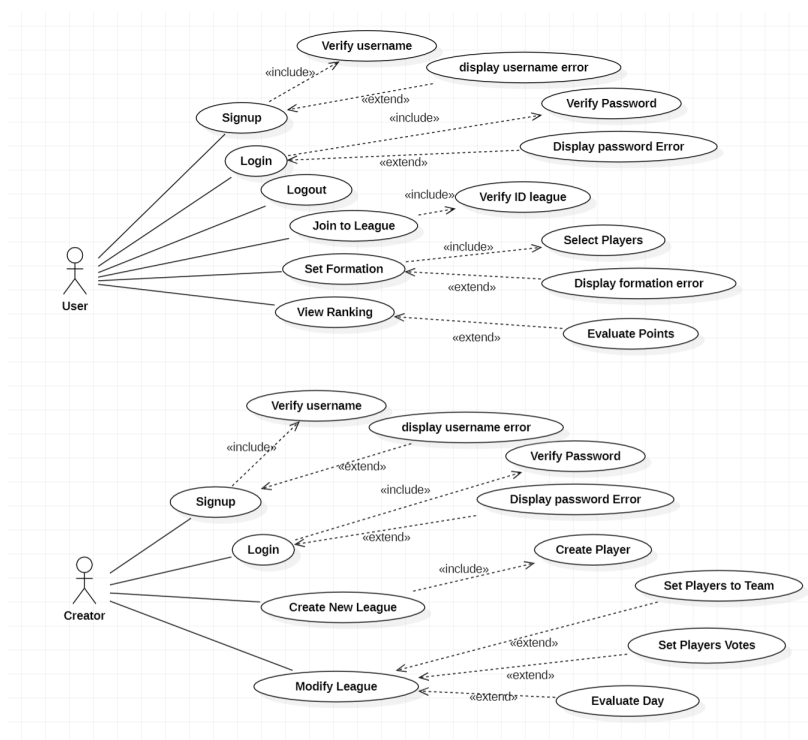 Verify username
display username error
«include»
«extend»
Verify Password
Signup
«include»
Display password Error
Login
«extend»
Logout
«include»
Verify ID league
Join to League
Select Players
«include»
Set Formation
Display formation error
«extend»
User
View Ranking
Evaluate Points
«extend»
Verify username
display username error
«include»
Verify Password
«extend»
«include»
Signup
Display password Error
«extend»
Login
Create Player
«include»
Set Players to Team
Creator
Create New League
«extend»
Set Players Votes
«extend»
Modify League
«extend»
Evaluate Day